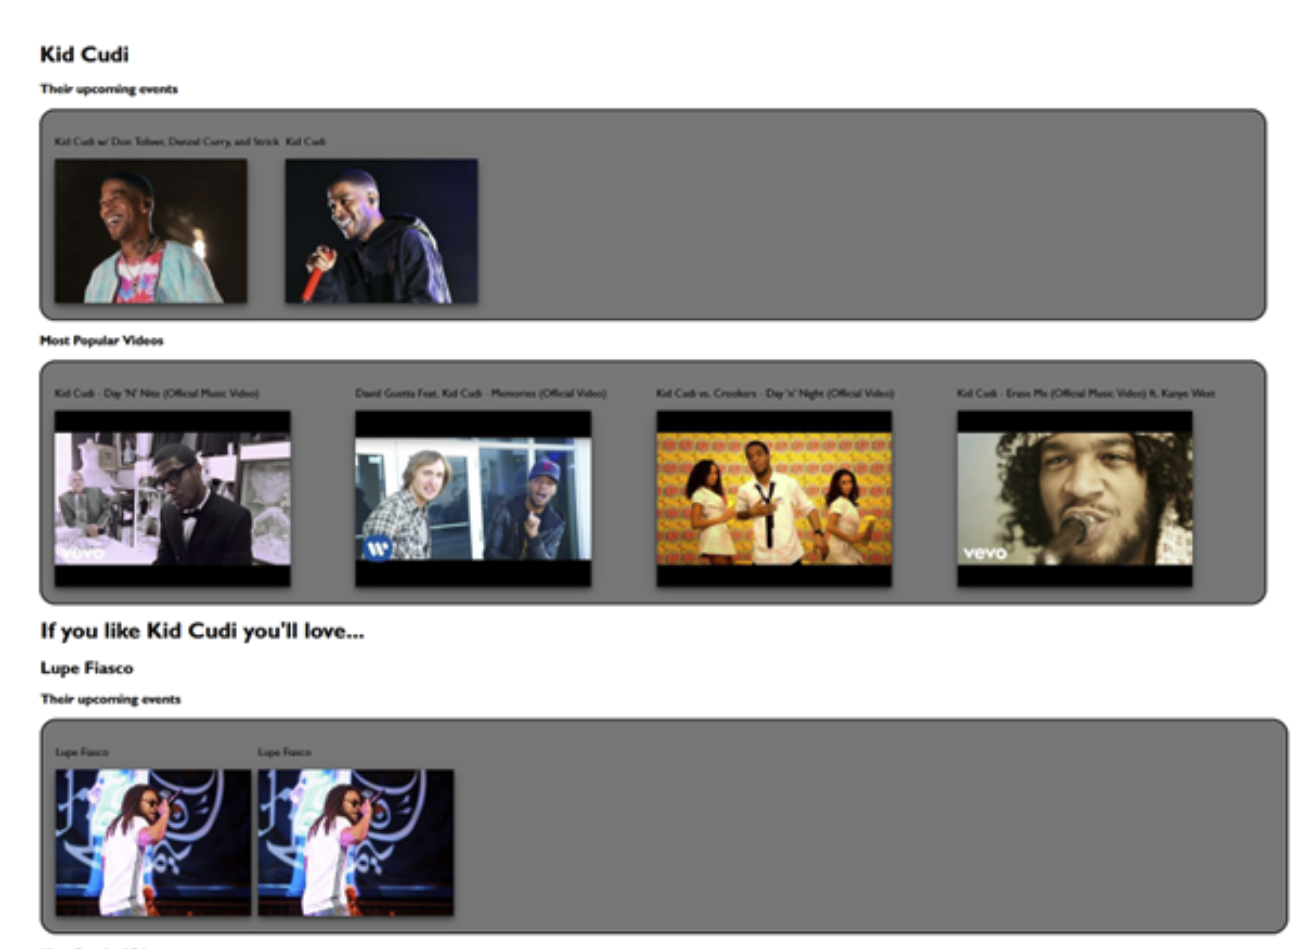 Kid Cudi
Their upcoming events
Kid Cudi w/ Don Toliver, Denzel Curry, and Strick Kid Cudi
Most Popular Videos
Kid Cudi - Day 'N' Nite (Official Music Video)
David Guetta Feat. Kid Cudi - Memories (Official Video)
Kid Cudi vs. Crookers - Day 'n' Night (Official Video)
Kid Cudi - Erase Me (Official Music Video) ft. Kanye West
vevo
vevo
If you like Kid Cudi you'll love...
Lupe Fiasco
Their upcoming events
Lupe Fiasco
Lupe Fiasco